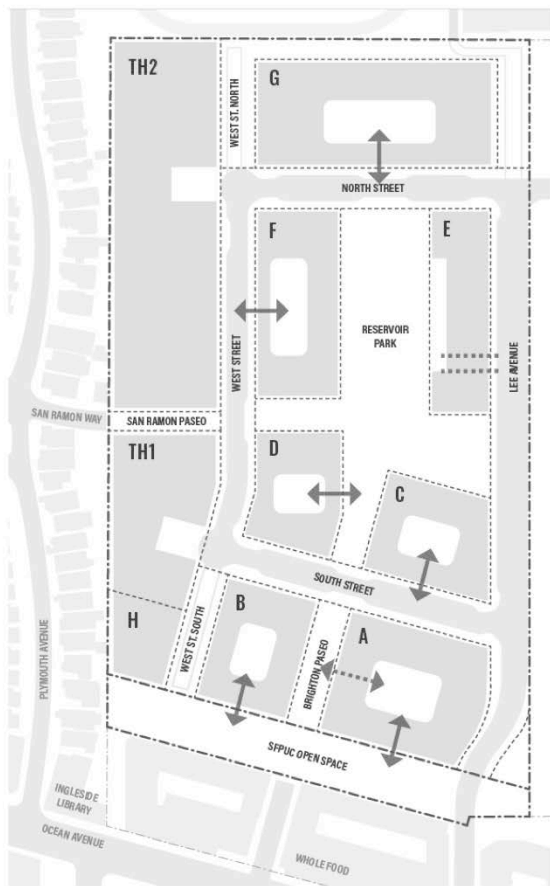 TH2
G
WEST ST. NORTH
NORTH STREET
F
E
RESERVOIR
PARK
WEST STREET
LEE AVENUE
SAN RAMON WAY
SAN RAMON PASEO
TH1
D
C
SOUTH STREET
H
WEST ST. SOUTH
B
BRIGHTON PASEO
A
PLYMOUTH AVENUE
SFPUC OPEN SPACE
INGLESIDE
LIBRARY
OCEAN AVENUE
WHOLE FOOD